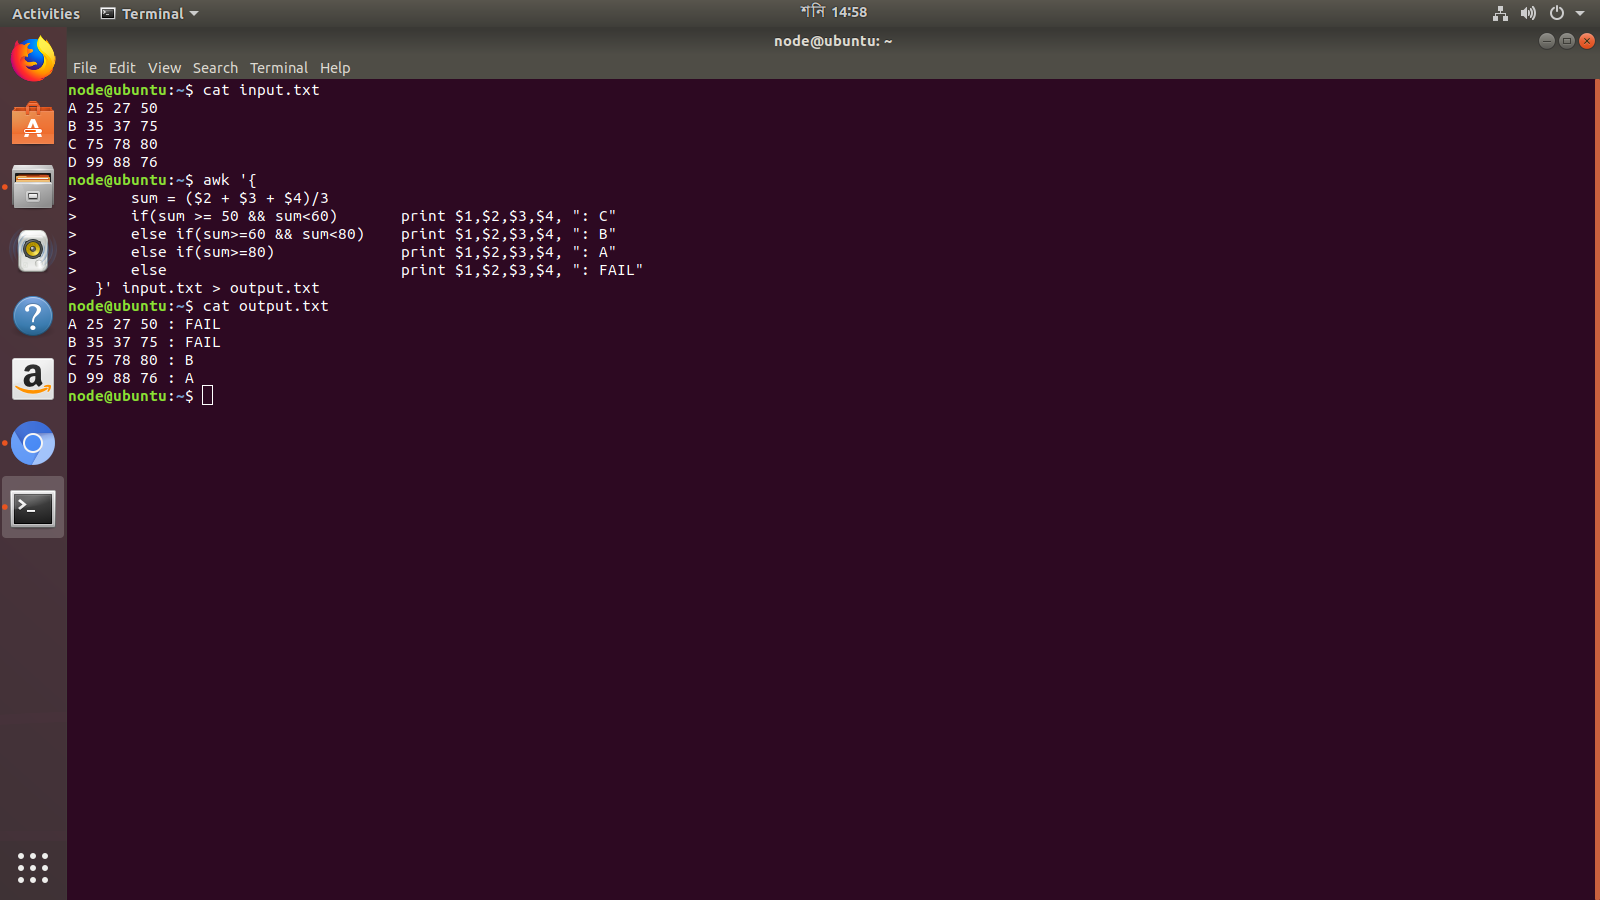 Activities Terminal শনি 14:58
node@ubuntu: ~
File Edit View Search Terminal Help
node@ubuntu:~$ cat input.txt
A 25 27 50
B 35 37 75
C 75 78 80
D 99 88 76
node@ubuntu:~$ awk '{
>      sum = ($2 + $3 + $4)/3
>      if(sum >= 50 && sum<60)       print $1,$2,$3,$4, ": C"
>      else if(sum>=60 && sum<80)    print $1,$2,$3,$4, ": B"
>      else if(sum>=80)              print $1,$2,$3,$4, ": A"
>      else                          print $1,$2,$3,$4, ": FAIL"
>  }' input.txt > output.txt
node@ubuntu:~$ cat output.txt
A 25 27 50 : FAIL
B 35 37 75 : FAIL
C 75 78 80 : B
D 99 88 76 : A
node@ubuntu:~$